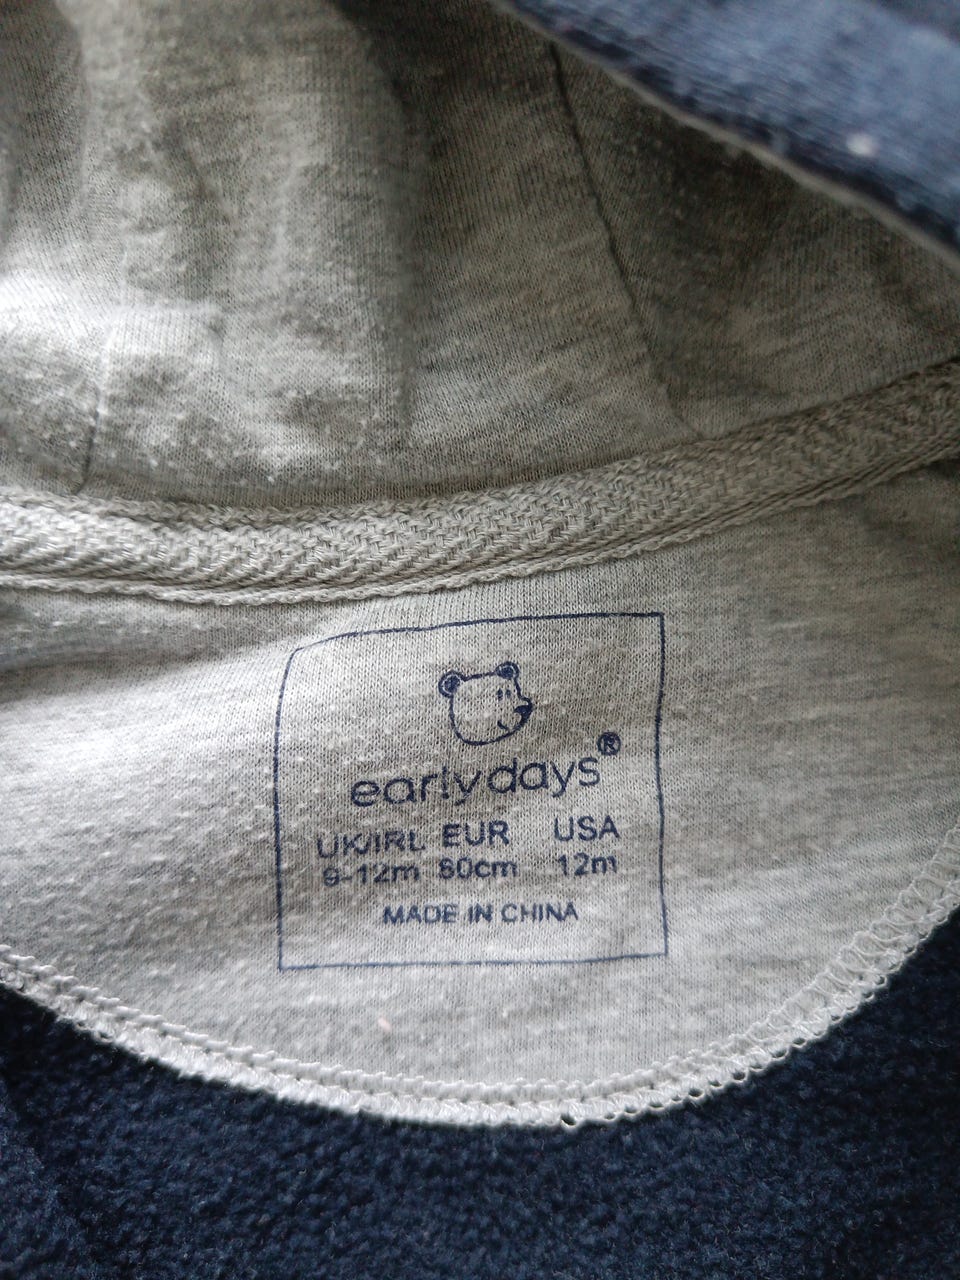 earlydays®
UK/IRL EUR USA
9-12m 80cm 12m
MADE IN CHINA